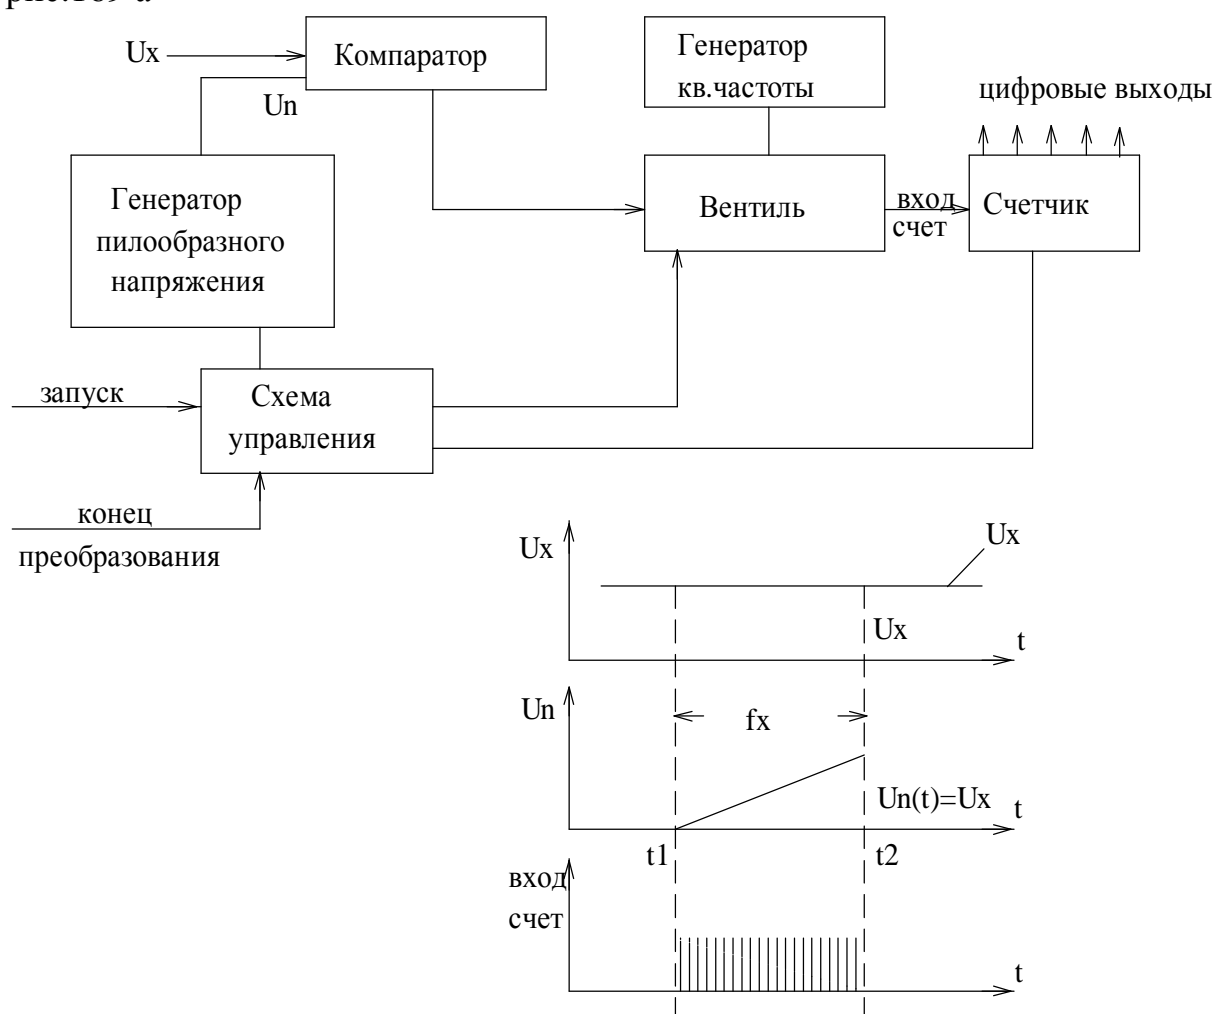 рис.189 а
Ux
Компаратор
Un
Генератор
кв.частоты
цифровые выходы
Генератор
пилообразного
напряжения
Вентиль
вход
счет
Счетчик
запуск
Схема
управления
конец
преобразования
Ux
Ux
Ux
t
Un
fx
Un(t)=Ux
t
t1
t2
вход
счет
t